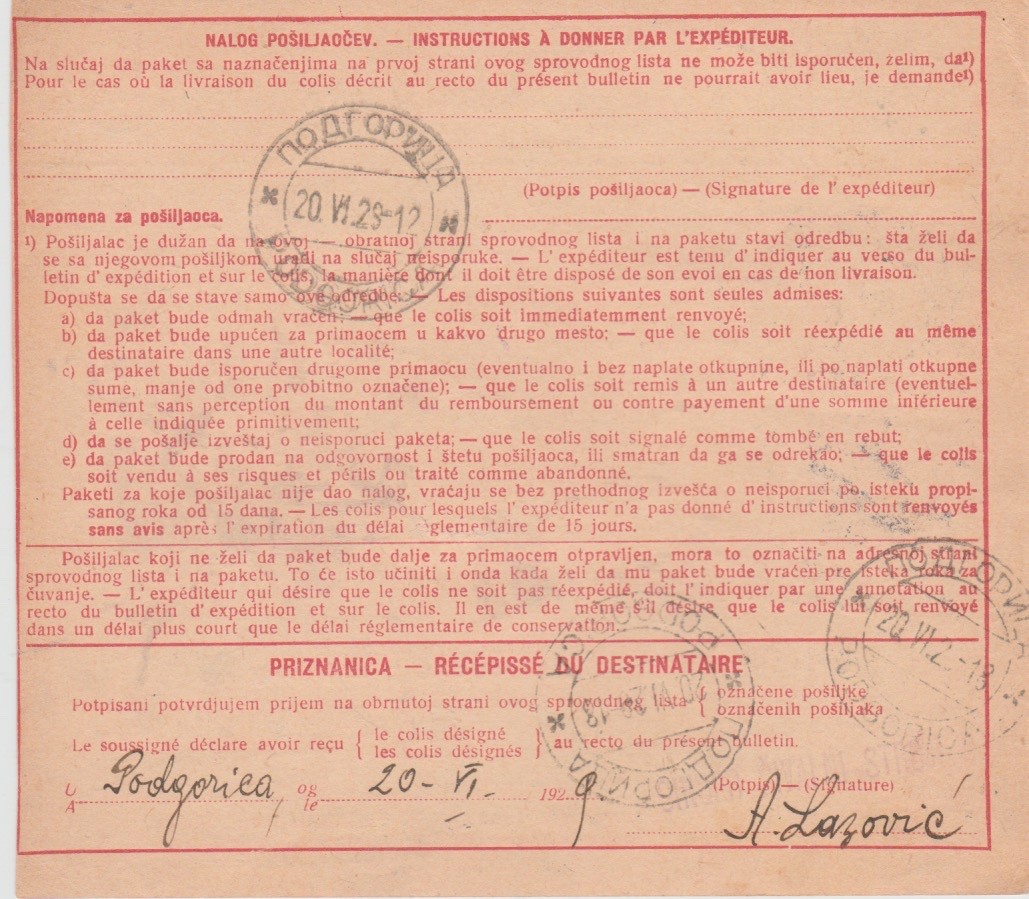 NALOG POŠILJAOČEV. — INSTRUCTIONS À DONNER PAR L'EXPÉDITEUR.
Na slučaj da paket sa naznačenjima na prvoj strani ovog sprovodnog lista ne može biti isporučen, želim, da¹)
Pour le cas où la livraison du colis décrit au recto du présent bulletin ne pourrait avoir lieu, je demande¹)
ПОДГОРИЦА
20. VI. 29-12
PODGORICA
(Potpis pošiljaoca) — (Signature de l' expéditeur)
Napomena za pošiljaoca.
¹) Pošiljalac je dužan da na ovoj — obratnoj strani sprovodnog lista i na paketu stavi odredbu: šta želi da
se sa njegovom pošiljkom uradi na slučaj neisporuke. — L' expéditeur est tenu d' indiquer au verso du bul-
letin d' expédition et sur le colis, la manière dont il doit être disposé de son evoi en cas de non livraison.
Dopušta se da se stave samo ove odredbe: — Les dispositions suivantes sont seules admises:
a) da paket bude odmah vraćen; — que le colis soit immediatemment renvoyé;
b) da paket bude upućen za primaocem u kakvo drugo mesto; — que le colis soit réexpédié au même
destinataire dans une autre localité;
c) da paket bude isporučen drugome primaocu (eventualno i bez naplate otkupnine, ili po naplati otkupne
sume, manje od one prvobitno označene); — que le colis soit remis à un autre destinataire (eventuel-
lement sans perception du montant du remboursement ou contre payement d'une somme inférieure
à celle indiquée primitivement;
d) da se pošalje izveštaj o neisporuci paketa; — que le colis soit signalé comme tombé en rebut;
e) da paket bude prodan na odgovornost i štetu pošiljaoca, ili smatran da ga se odrekao; — que le colis
soit vendu à ses risques et périls ou traité comme abandonné.
Paketi za koje pošiljalac nije dao nalog, vračaju se bez prethodnog izvešča o neisporuci po isteku propi-
sanog roka od 15 dana. — Les colis pour lesquels l' expéditeur n'a pas donné d' instructions sont renvoyés
sans avis après l' expiration du délai règlementaire de 15 jours.
Pošiljalac koji ne želi da paket bude dalje za primaocem otpravljen, mora to označiti na adresnoj strani
sprovodnog lista i na paketu. To će isto učiniti i onda kada želi da mu paket bude vraćen pre isteka roka za
čuvanje. — L' expéditeur qui désire que le colis ne soit pas réexpédié, doit l'indiquer par une annotation au
recto du bulletin d' expédition et sur le colis. Il en est de même s'il désire que le colis lui soit renvoyé
dans un délai plus court que le délai réglementaire de conservation.
ПОДГОРИЦА
20. VI. 2 -18
PODGORICA
PRIZNANICA — RÉCÉPISSÉ DU DESTINATAIRE
PODGORICA
20. VI. 29-18
ПОДГОРИЦА
Potpisani potvrdjujem prijem na obrnutoj strani ovog sprovodnog lista { označene pošiljke
označenih pošiljaka
Le soussigné déclare avoir reçu { le colis désigné
les colis désignés } au recto du présent bulletin.
U
A Podgorica og
le 20-VI. 1929 (Potpis) — (Signature)
A. Lazović